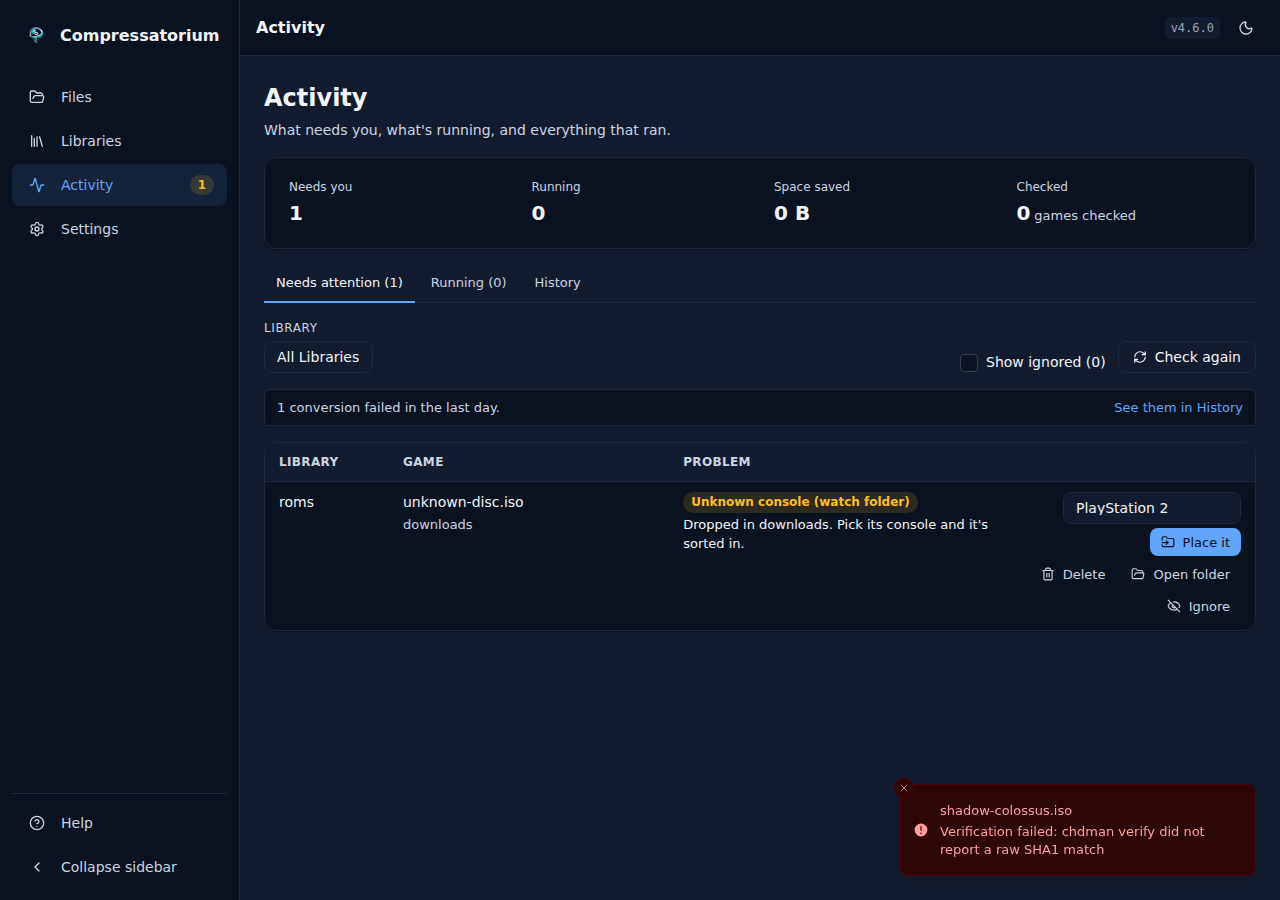 Compressatorium
Files
Libraries
Activity 1
Settings
Help
Collapse sidebar
Activity
v4.6.0
Activity
What needs you, what's running, and everything that ran.
Needs you
1
Running
0
Space saved
0 B
Checked
0 games checked
Needs attention (1)
Running (0)
History
LIBRARY
All Libraries
Show ignored (0)
Check again
1 conversion failed in the last day.
See them in History
LIBRARY
GAME
PROBLEM
roms
unknown-disc.iso
downloads
Unknown console (watch folder)
Dropped in downloads. Pick its console and it's
sorted in.
PlayStation 2
Place it
Delete
Open folder
Ignore
shadow-colossus.iso
Verification failed: chdman verify did not
report a raw SHA1 match